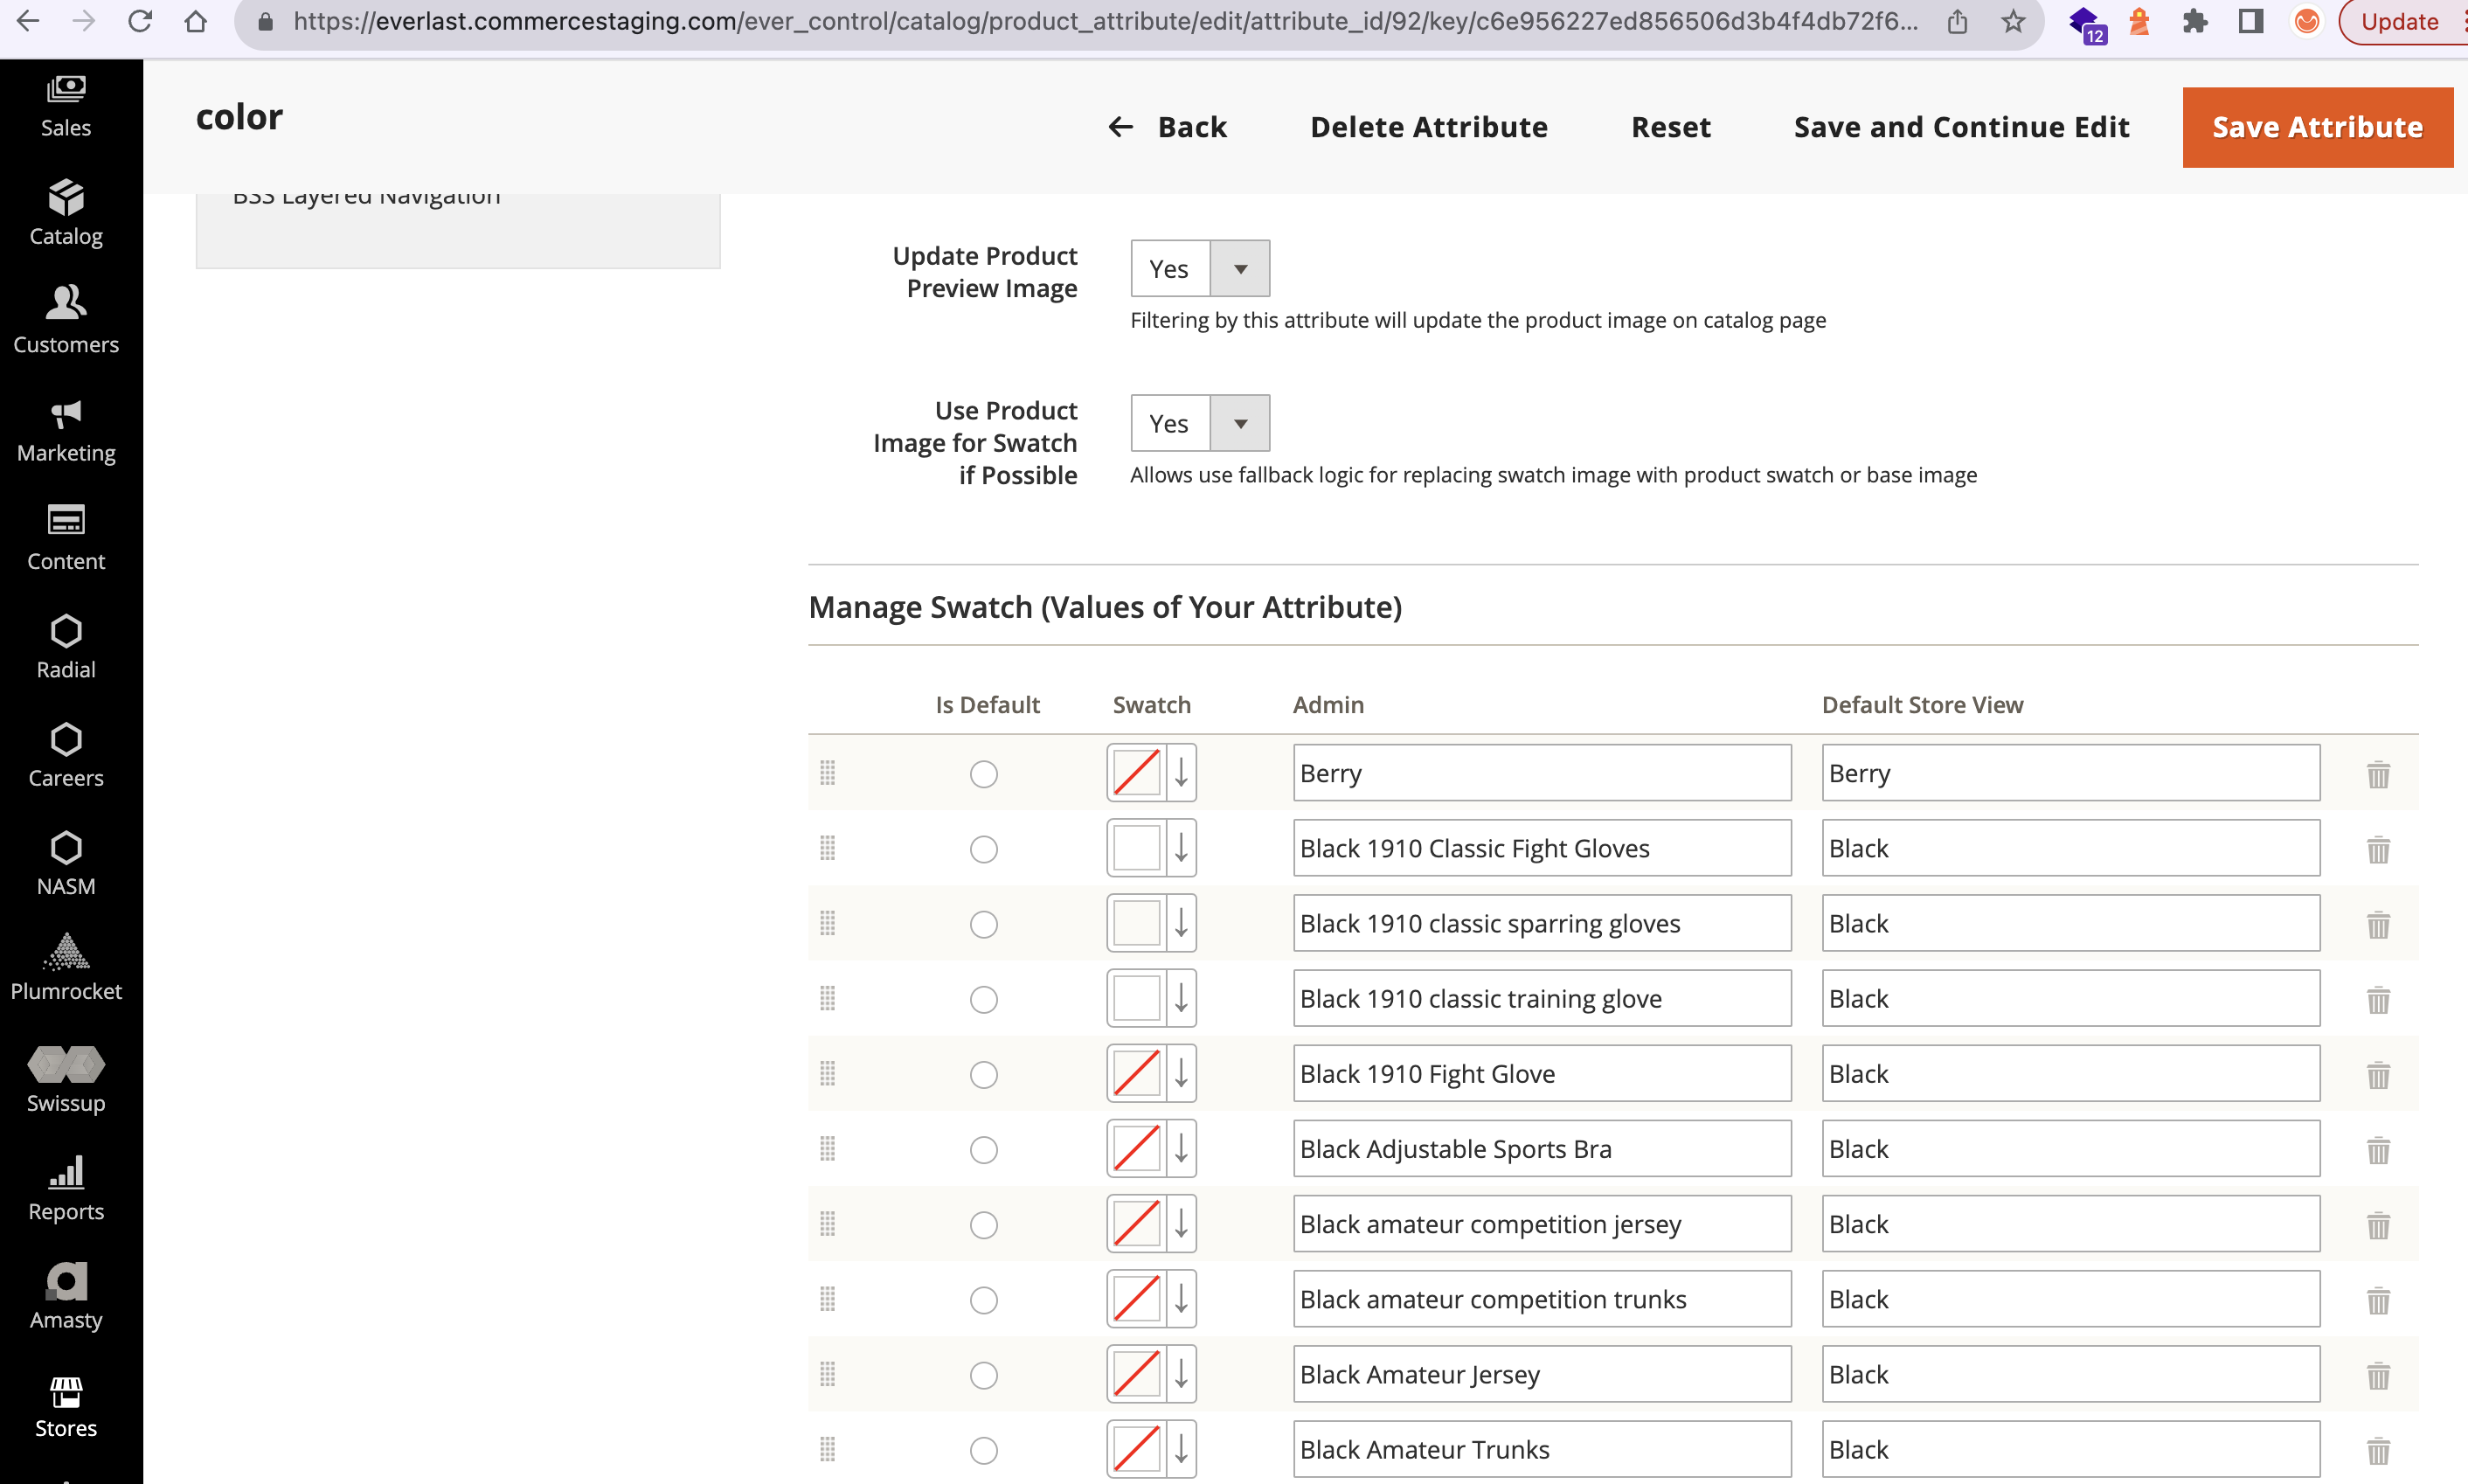 https://everlast.commercestaging.com/ever_control/catalog/product_attribute/edit/attribute_id/92/key/c6e956227ed856506d3b4f4db72f6...
12
Update
Sales
Catalog
Customers
Marketing
Content
Radial
Careers
NASM
Plumrocket
Swissup
Reports
Amasty
Stores
color
Back
Delete Attribute
Reset
Save and Continue Edit
Save Attribute
BSS Layered Navigation
Update Product
Preview Image
Yes
Filtering by this attribute will update the product image on catalog page
Use Product
Image for Swatch
if Possible
Yes
Allows use fallback logic for replacing swatch image with product swatch or base image
Manage Swatch (Values of Your Attribute)
Is Default Swatch Admin Default Store View
Berry Berry
Black 1910 Classic Fight Gloves Black
Black 1910 classic sparring gloves Black
Black 1910 classic training glove Black
Black 1910 Fight Glove Black
Black Adjustable Sports Bra Black
Black amateur competition jersey Black
Black amateur competition trunks Black
Black Amateur Jersey Black
Black Amateur Trunks Black